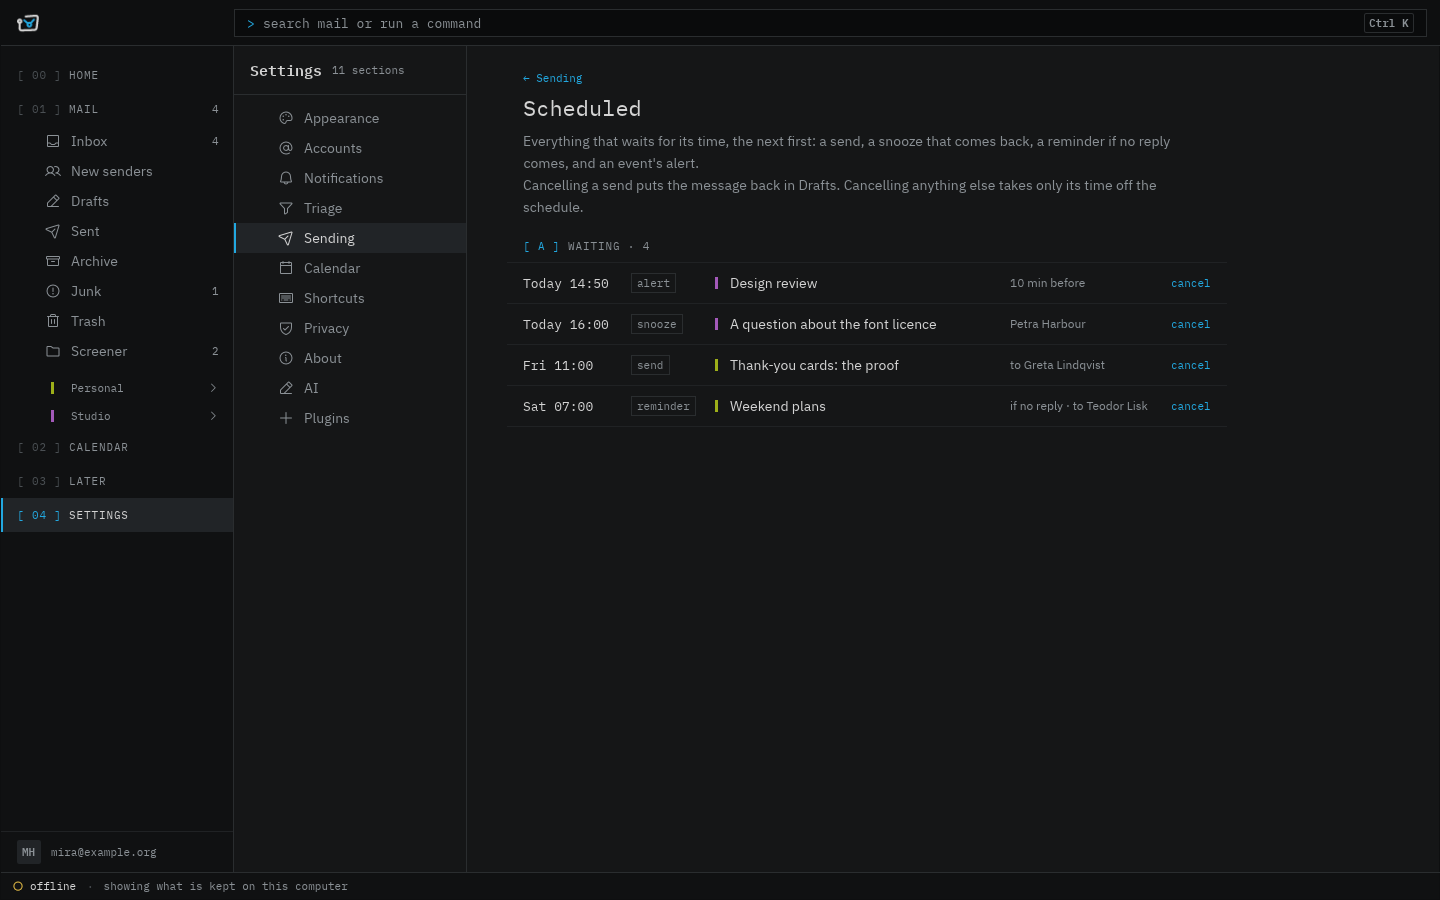 > search mail or run a command
Ctrl K
[ 00 ] HOME
[ 01 ] MAIL 4
Inbox 4
New senders
Drafts
Sent
Archive
Junk 1
Trash
Screener 2
Personal
Studio
[ 02 ] CALENDAR
[ 03 ] LATER
[ 04 ] SETTINGS
MH mira@example.org
Settings 11 sections
Appearance
Accounts
Notifications
Triage
Sending
Calendar
Shortcuts
Privacy
About
AI
Plugins
← Sending
Scheduled
Everything that waits for its time, the next first: a send, a snooze that comes back, a reminder if no reply
comes, and an event's alert.
Cancelling a send puts the message back in Drafts. Cancelling anything else takes only its time off the
schedule.
[ A ] WAITING · 4
Today 14:50 alert Design review 10 min before cancel
Today 16:00 snooze A question about the font licence Petra Harbour cancel
Fri 11:00 send Thank-you cards: the proof to Greta Lindqvist cancel
Sat 07:00 reminder Weekend plans if no reply · to Teodor Lisk cancel
offline · showing what is kept on this computer